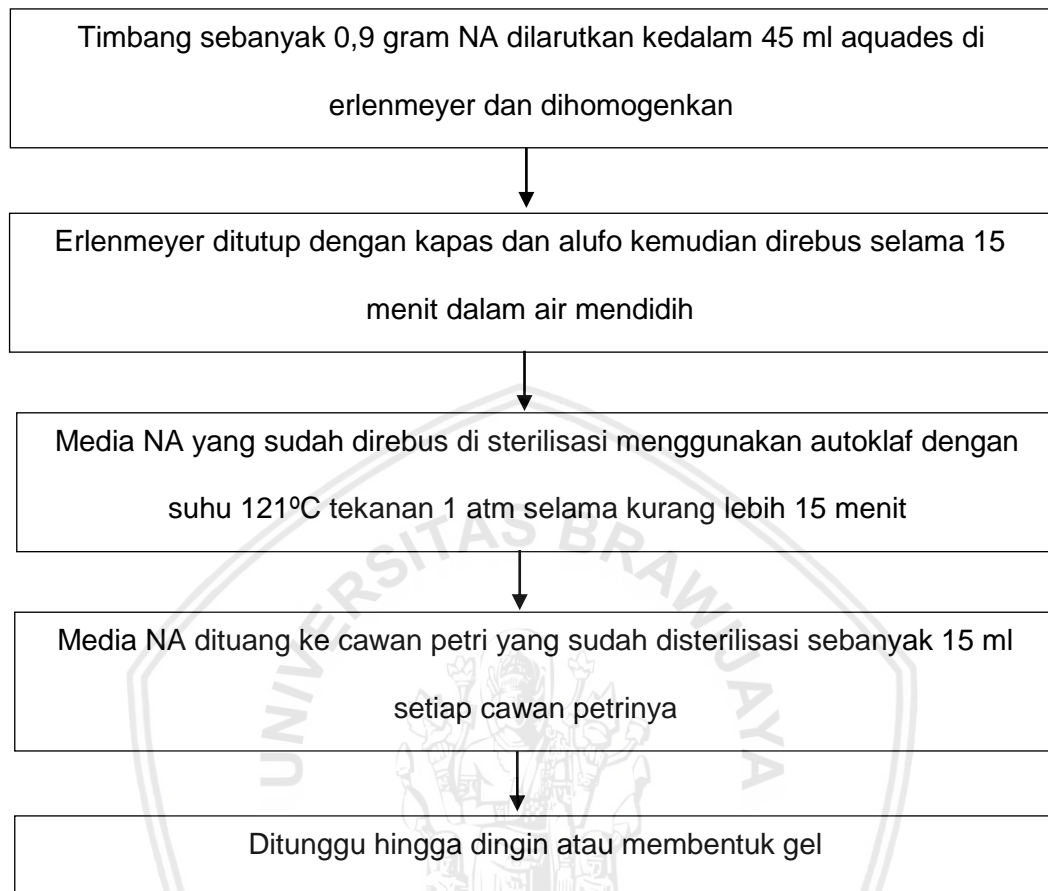 Timbang sebanyak 0,9 gram NA dilarutkan kedalam 45 ml aquades di
erlenmeyer dan dihomogenkan
Erlenmeyer ditutup dengan kapas dan alufo kemudian direbus selama 15
menit dalam air mendidih
Media NA yang sudah direbus di sterilisasi menggunakan autoklaf dengan
suhu 121ºC tekanan 1 atm selama kurang lebih 15 menit
UNIVERSITAS BRAWIJAYA
Media NA dituang ke cawan petri yang sudah disterilisasi sebanyak 15 ml
setiap cawan petrinya
Ditunggu hingga dingin atau membentuk gel